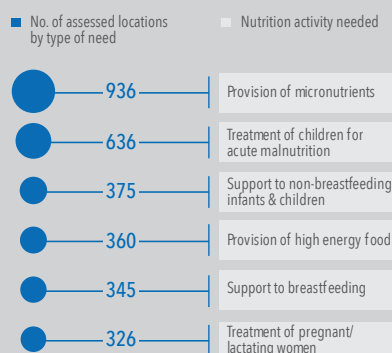 No. of assessed locations
by type of need
Nutrition activity needed
936
Provision of micronutrients
636
Treatment of children for
acute malnutrition
375
Support to non-breastfeeding
infants & children
360
Provision of high energy food
345
Support to breastfeeding
326
Treatment of pregnant/
lactating women